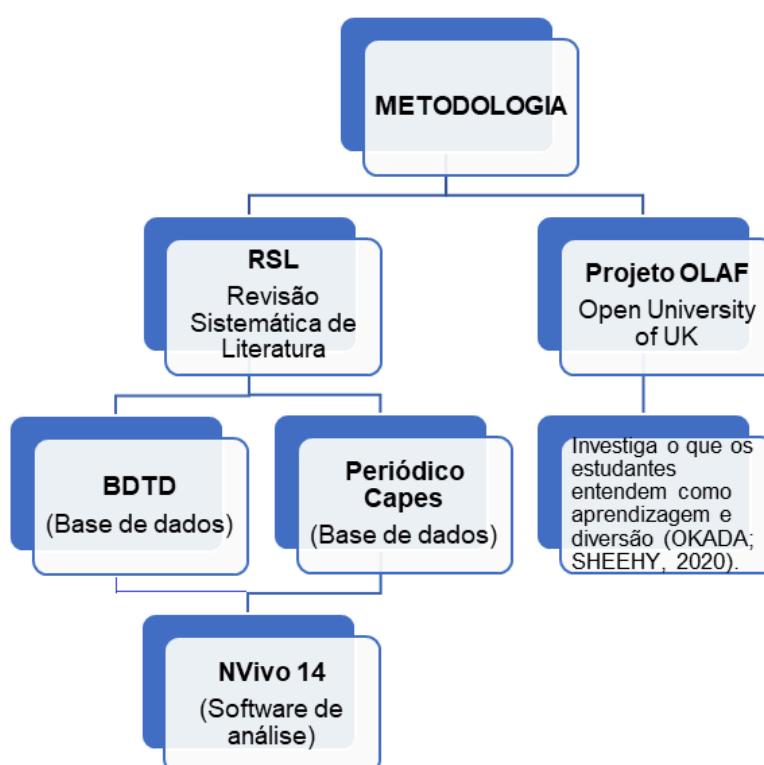 METODOLOGIA
RSL
Revisão
Sistemática de
Literatura
Projeto OLAF
Open University
of UK
BDTD
(Base de dados)
Periódico
Capes
(Base de dados)
Investiga o que os
estudantes
entendem como
aprendizagem e
diversão (OKADA;
SHEEHY, 2020).
NVivo 14
(Software de
análise)